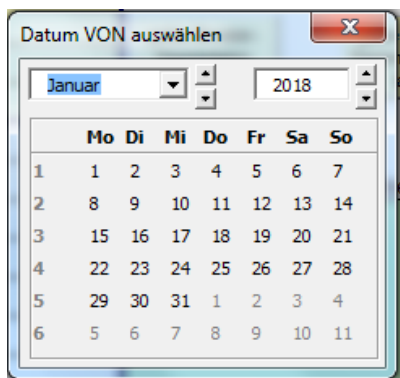 Datum VON auswählen
Januar 2018
Mo Di Mi Do Fr Sa So
1 1 2 3 4 5 6 7
2 8 9 10 11 12 13 14
3 15 16 17 18 19 20 21
4 22 23 24 25 26 27 28
5 29 30 31 1 2 3 4
6 5 6 7 8 9 10 11